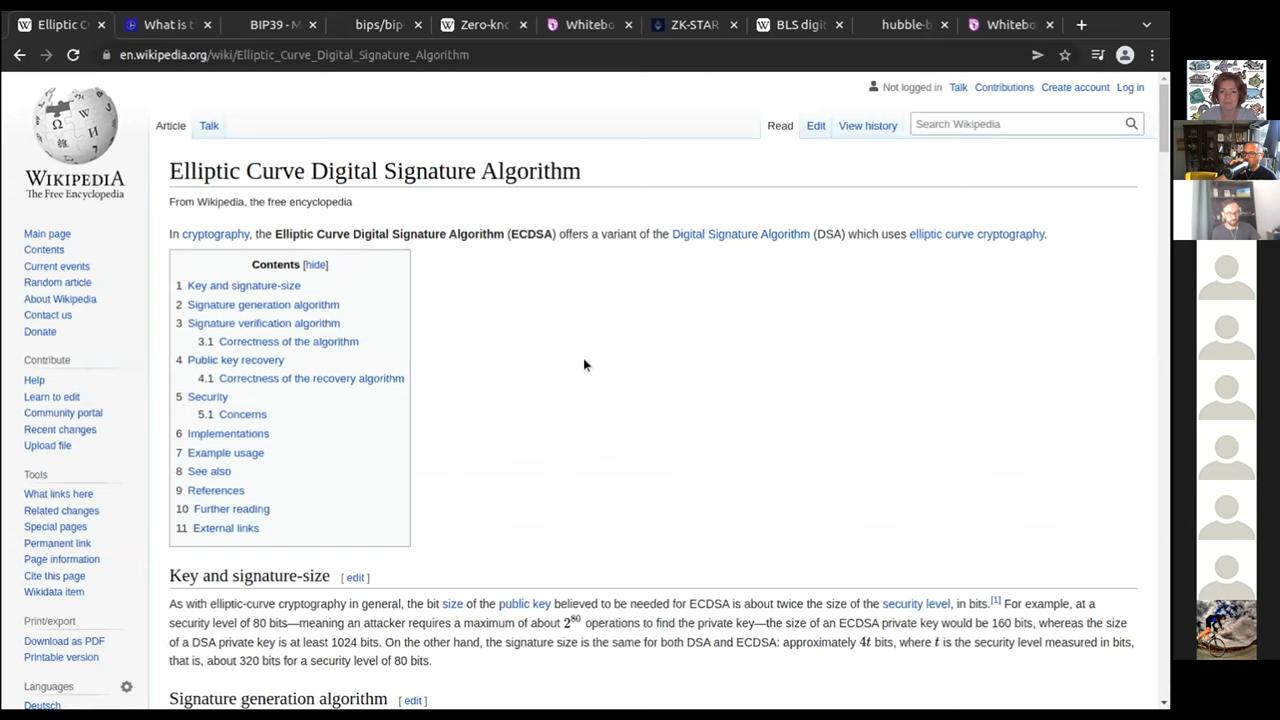 Elliptic C
What is t
BIP39 - M
bips/bip-
Zero-kno
Whitebo
ZK-STAR
BLS digit
hubble-b
Whitebo
en.wikipedia.org/wiki/Elliptic_Curve_Digital_Signature_Algorithm
Not logged in Talk Contributions Create account Log in
Article Talk Read Edit View history Search Wikipedia
WIKIPEDIA
The Free Encyclopedia
Main page
Contents
Current events
Random article
About Wikipedia
Contact us
Donate
Contribute
Help
Learn to edit
Community portal
Recent changes
Upload file
Tools
What links here
Related changes
Special pages
Permanent link
Page information
Cite this page
Wikidata item
Print/export
Download as PDF
Printable version
Languages
Deutsch
Elliptic Curve Digital Signature Algorithm
From Wikipedia, the free encyclopedia
In cryptography, the Elliptic Curve Digital Signature Algorithm (ECDSA) offers a variant of the Digital Signature Algorithm (DSA) which uses elliptic curve cryptography.
Contents [hide]
1 Key and signature-size
2 Signature generation algorithm
3 Signature verification algorithm
3.1 Correctness of the algorithm
4 Public key recovery
4.1 Correctness of the recovery algorithm
5 Security
5.1 Concerns
6 Implementations
7 Example usage
8 See also
9 References
10 Further reading
11 External links
Key and signature-size [ edit ]
As with elliptic-curve cryptography in general, the bit size of the public key believed to be needed for ECDSA is about twice the size of the security level, in bits.[1] For example, at a
security level of 80 bits—meaning an attacker requires a maximum of about 2^80 operations to find the private key—the size of an ECDSA private key would be 160 bits, whereas the size
of a DSA private key is at least 1024 bits. On the other hand, the signature size is the same for both DSA and ECDSA: approximately 4t bits, where t is the security level measured in bits,
that is, about 320 bits for a security level of 80 bits.
Signature generation algorithm [ edit ]